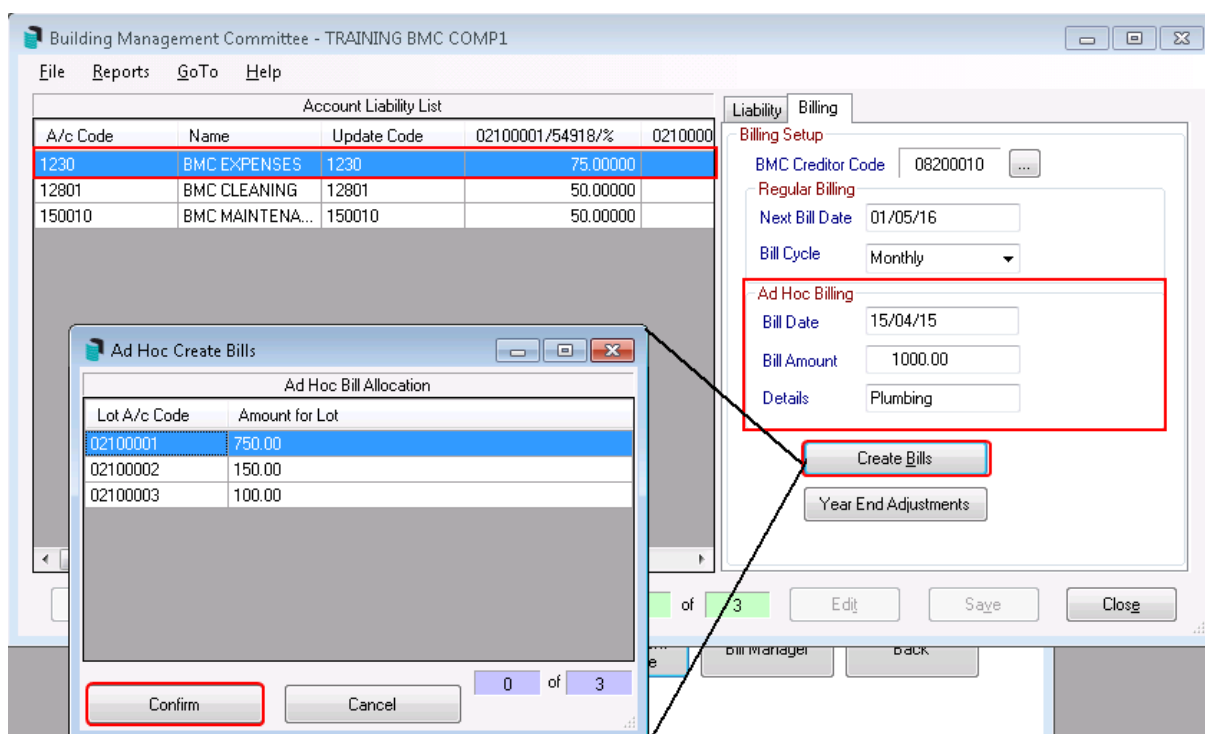 Building Management Committee - TRAINING BMC COMP1
File Reports GoTo Help
Account Liability List
A/c Code Name Update Code 02100001/54918/% 0210000
1230 BMC EXPENSES 1230 75.00000
12801 BMC CLEANING 12801 50.00000
150010 BMC MAINTENA... 150010 50.00000
Liability Billing
Billing Setup
BMC Creditor Code 08200010 ...
Regular Billing
Next Bill Date 01/05/16
Bill Cycle Monthly
Ad Hoc Billing
Bill Date 15/04/15
Bill Amount 1000.00
Details Plumbing
Create Bills
Year End Adjustments
of 3 Edit Save Close
Bill Manager Back
Ad Hoc Create Bills
Ad Hoc Bill Allocation
Lot A/c Code Amount for Lot
02100001 750.00
02100002 150.00
02100003 100.00
0 of 3
Confirm Cancel